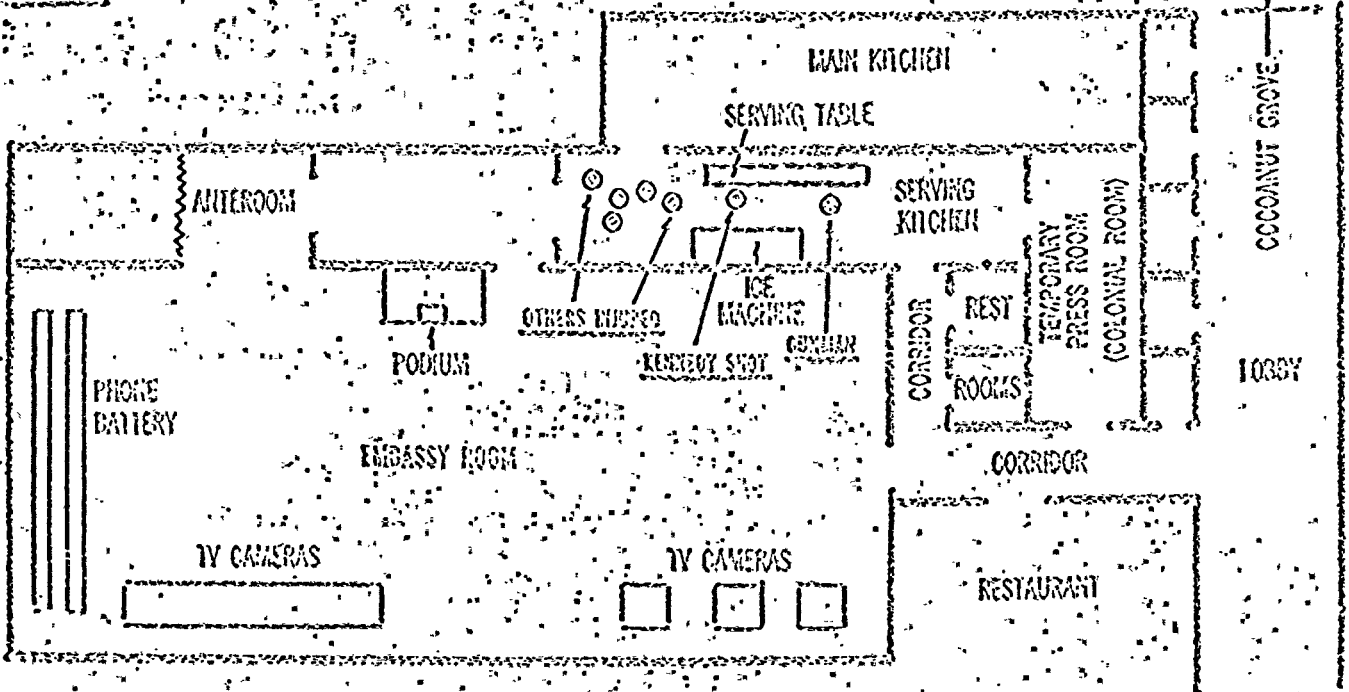 MAIN KITCHEN
SERVING TABLE
COCOANUT GROVE
ANTEROOM
SERVING
KITCHEN
TEMPORARY
PRESS ROOM
(COLONIAL ROOM)
ICE
MACHINE
OTHERS INJURED
KENNEDY SHOT
GUNMAN
CORRIDOR
REST
ROOMS
PODIUM
PHONE
BATTERY
LOBBY
EMBASSY ROOM
CORRIDOR
TV CAMERAS
TV CAMERAS
RESTAURANT